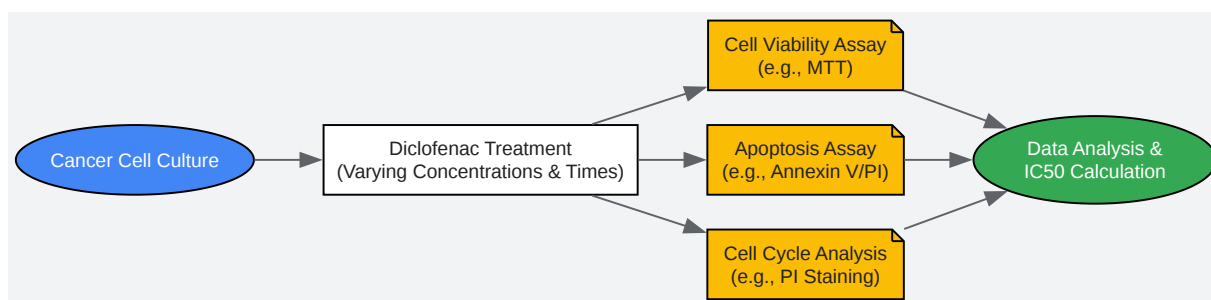 Cancer Cell Culture
Diclofenac Treatment
(Varying Concentrations & Times)
Cell Viability Assay
(e.g., MTT)
Apoptosis Assay
(e.g., Annexin V/PI)
Cell Cycle Analysis
(e.g., PI Staining)
Data Analysis &
IC50 Calculation